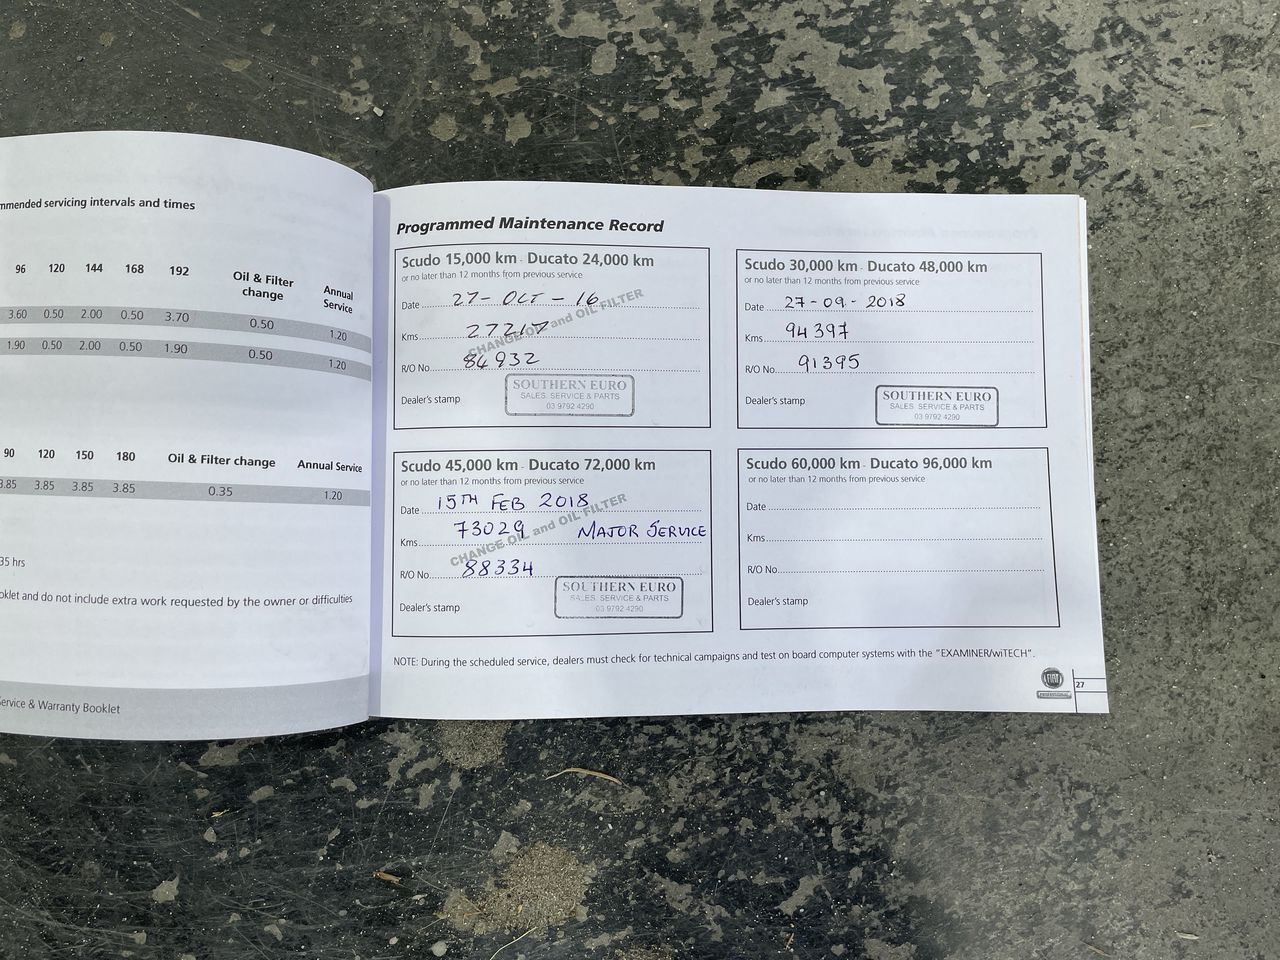 mmended servicing intervals and times
96 120 144 168 192 Oil & Filter change Annual Service
3.60 0.50 2.00 0.50 3.70 0.50 1.20
1.90 0.50 2.00 0.50 1.90 0.50 1.20
90 120 150 180 Oil & Filter change Annual Service
3.85 3.85 3.85 3.85 0.35 1.20
35 hrs
oklet and do not include extra work requested by the owner or difficulties
ervice & Warranty Booklet
Programmed Maintenance Record
Scudo 15,000 km - Ducato 24,000 km
or no later than 12 months from previous service
Date 27-OCT-16
CHANGE OIL and OIL FILTER
Kms 27217
R/O No. 84932
Dealer's stamp
SOUTHERN EURO
SALES, SERVICE & PARTS
03 9792 4290
Scudo 30,000 km - Ducato 48,000 km
or no later than 12 months from previous service
Date 27-09-2018
Kms 94397
R/O No. 91395
Dealer's stamp
SOUTHERN EURO
SALES, SERVICE & PARTS
03 9792 4290
Scudo 45,000 km - Ducato 72,000 km
or no later than 12 months from previous service
Date 15TH FEB 2018
CHANGE OIL and OIL FILTER
Kms 73029 MAJOR SERVICE
R/O No. 88334
Dealer's stamp
SOUTHERN EURO
SALES, SERVICE & PARTS
03 9792 4290
Scudo 60,000 km - Ducato 96,000 km
or no later than 12 months from previous service
Date
Kms
R/O No.
Dealer's stamp
NOTE: During the scheduled service, dealers must check for technical campaigns and test on board computer systems with the "EXAMINER/wiTECH".
FIAT
PROFESSIONAL
27